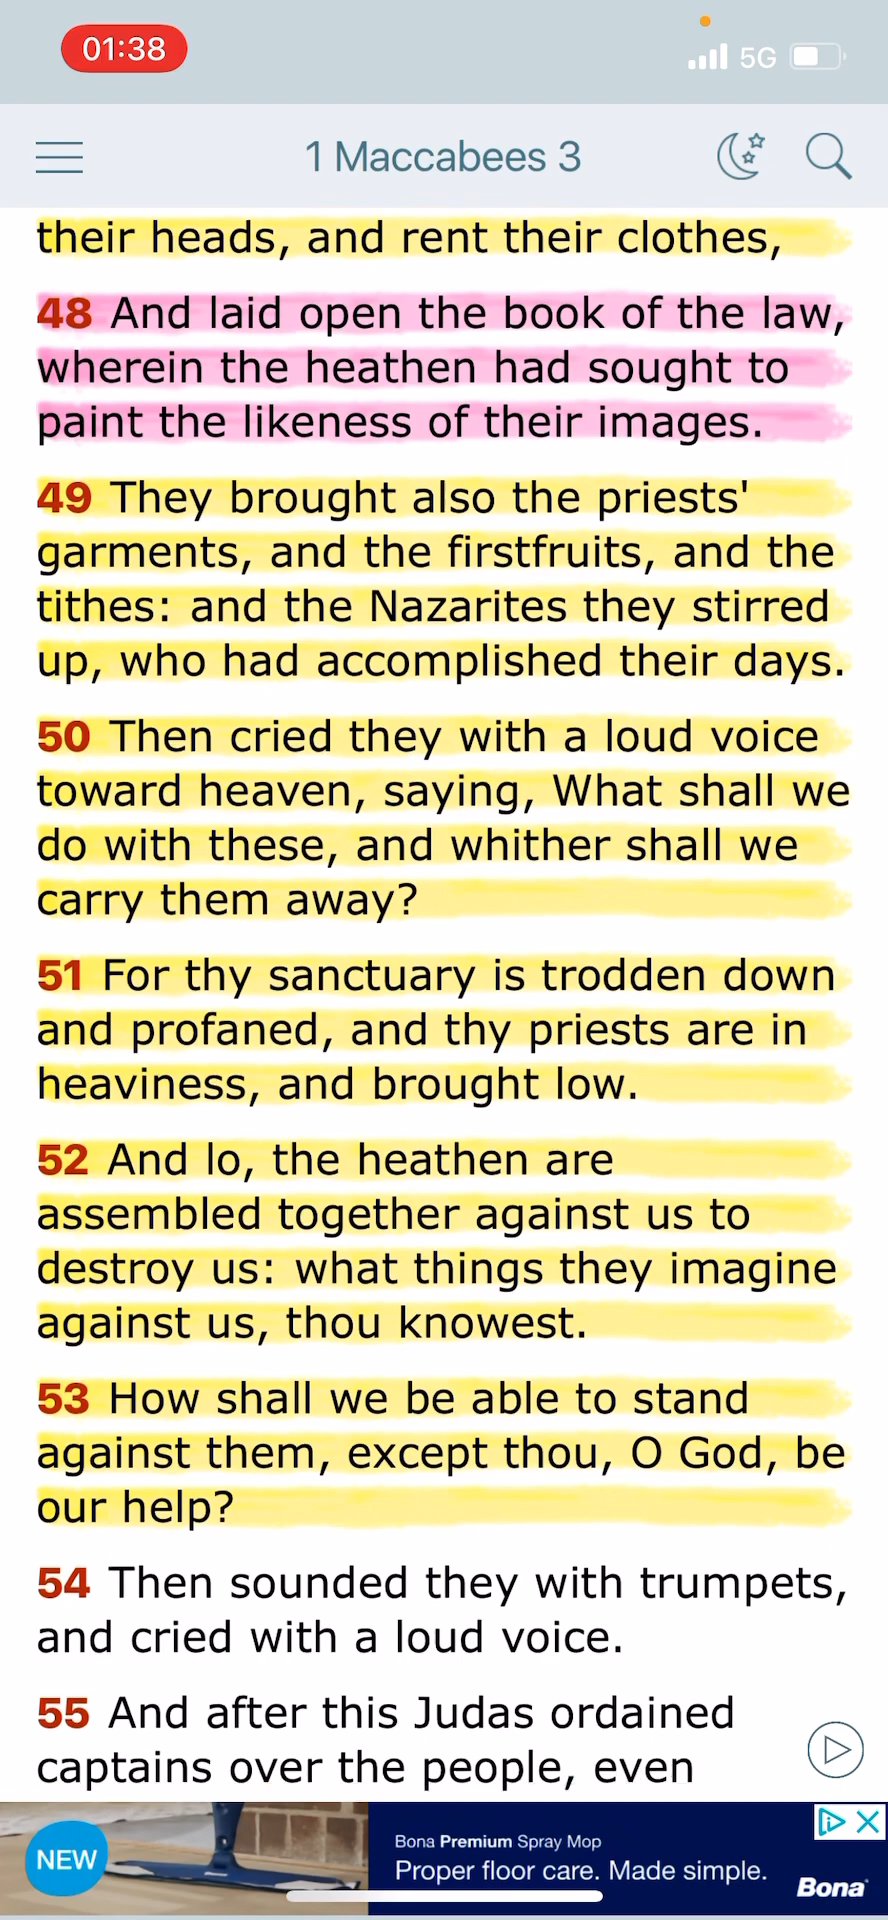 01:38
5G
1 Maccabees 3
their heads, and rent their clothes,
48 And laid open the book of the law,
wherein the heathen had sought to
paint the likeness of their images.
49 They brought also the priests'
garments, and the firstfruits, and the
tithes: and the Nazarites they stirred
up, who had accomplished their days.
50 Then cried they with a loud voice
toward heaven, saying, What shall we
do with these, and whither shall we
carry them away?
51 For thy sanctuary is trodden down
and profaned, and thy priests are in
heaviness, and brought low.
52 And lo, the heathen are
assembled together against us to
destroy us: what things they imagine
against us, thou knowest.
53 How shall we be able to stand
against them, except thou, O God, be
our help?
54 Then sounded they with trumpets,
and cried with a loud voice.
55 And after this Judas ordained
captains over the people, even
NEW
Bona Premium Spray Mop
Proper floor care. Made simple.
Bona